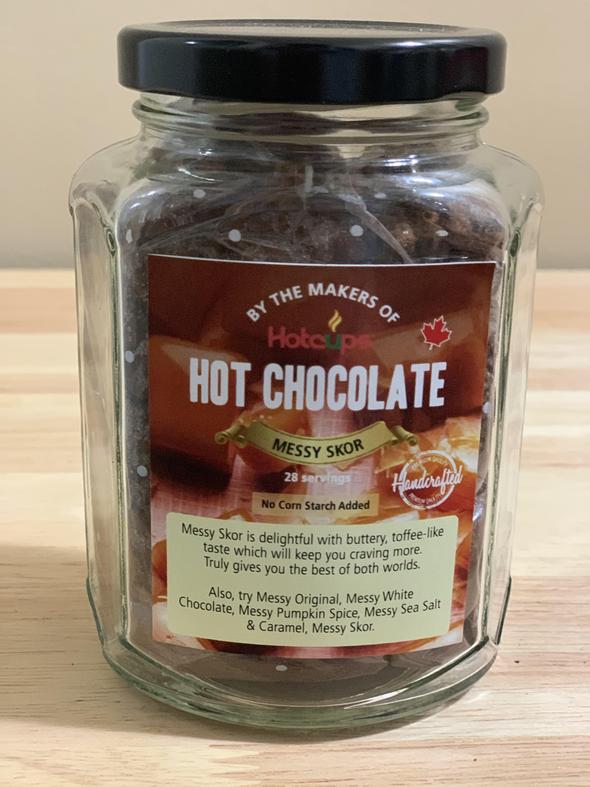 BY THE MAKERS OF
Hotcups
HOT CHOCOLATE
MESSY SKOR
28 servings
Handcrafted
No Corn Starch Added
Messy Skor is delightful with buttery, toffee-like
taste which will keep you craving more.
Truly gives you the best of both worlds.
Also, try Messy Original, Messy White
Chocolate, Messy Pumpkin Spice, Messy Sea Salt
& Caramel, Messy Skor.